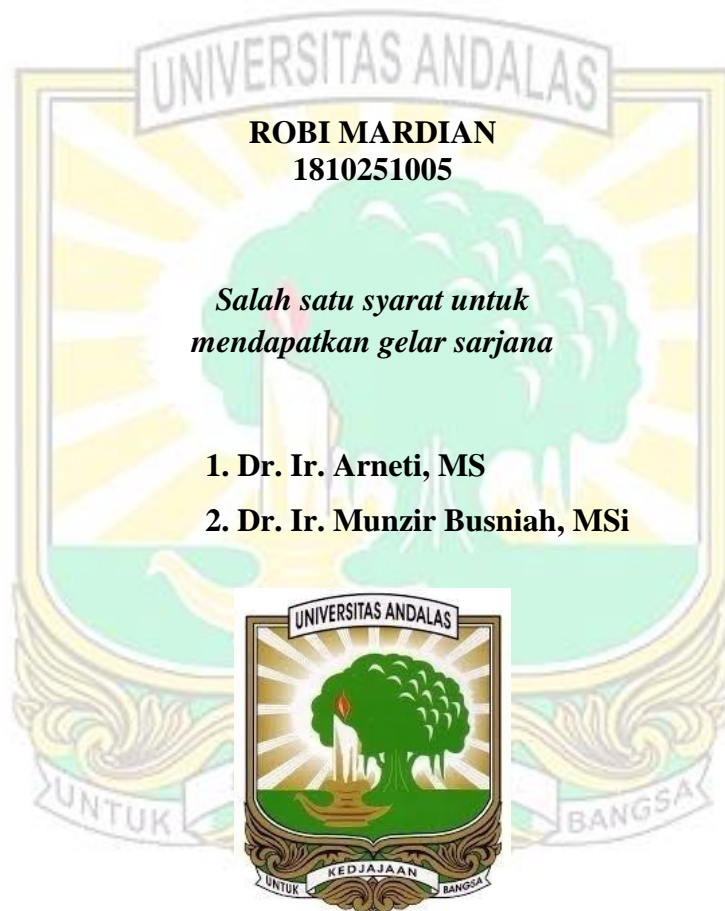 UNIVERSITAS ANDALAS
ROBI MARDIAN
1810251005
Salah satu syarat untuk
mendapatkan gelar sarjana
1. Dr. Ir. Arneti, MS
2. Dr. Ir. Munzir Busniah, MSi
UNIVERSITAS ANDALAS
UNTUK BANGSA
UNTUK KEDJAJAAN BANGSA